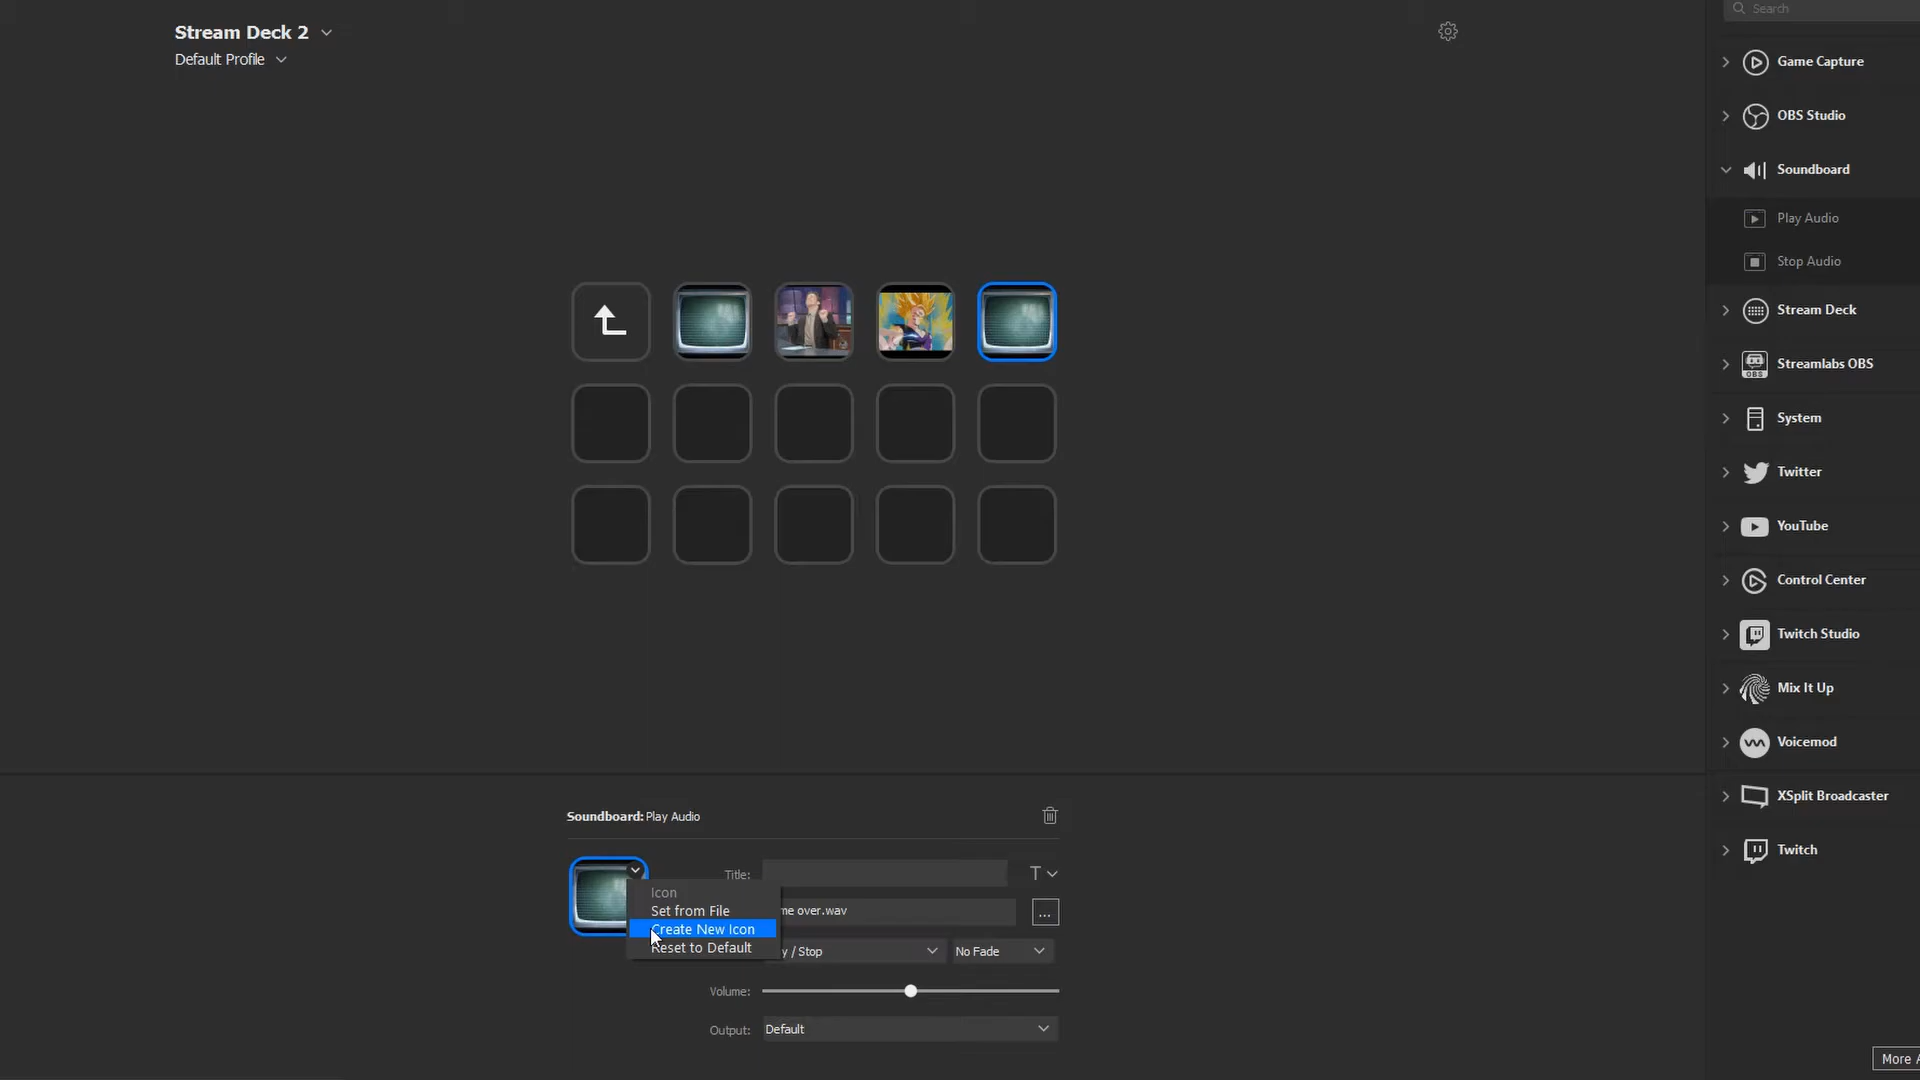 Stream Deck 2
Default Profile
Search
Game Capture
OBS Studio
Soundboard
Play Audio
Stop Audio
Stream Deck
Streamlabs OBS
OBS
System
Twitter
YouTube
Control Center
Twitch Studio
Mix It Up
Voicemod
XSplit Broadcaster
Twitch
More A
Soundboard: Play Audio
Title:
T
Icon
Set from File
Create New Icon
Reset to Default
me over.wav
...
y / Stop
No Fade
Volume:
Output:
Default